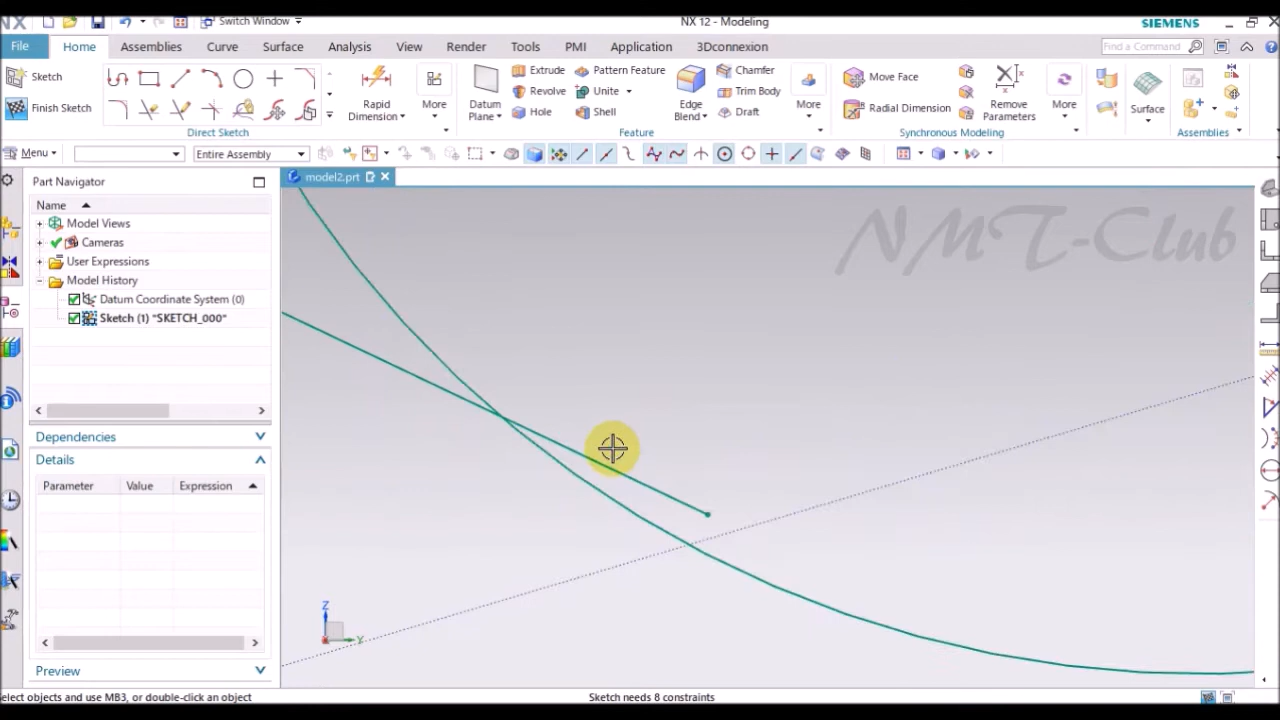 NX
Switch Window
NX 12 - Modeling
SIEMENS
File
Home
Assemblies
Curve
Surface
Analysis
View
Render
Tools
PMI
Application
3Dconnexion
Find a Command
Sketch
Finish Sketch
Direct Sketch
Rapid
Dimension
More
Datum
Plane
Extrude
Revolve
Hole
Pattern Feature
Unite
Shell
Edge
Blend
Chamfer
Trim Body
Draft
More
Feature
Move Face
Radial Dimension
Remove
Parameters
More
Synchronous Modeling
Surface
Assemblies
Menu
Entire Assembly
Part Navigator
model2.prt
Name
Model Views
Cameras
User Expressions
Model History
Datum Coordinate System (0)
Sketch (1) "SKETCH_000"
Dependencies
Details
Parameter Value Expression
Preview
NMT-Club
Z
Y
elect objects and use MB3, or double-click an object
Sketch needs 8 constraints